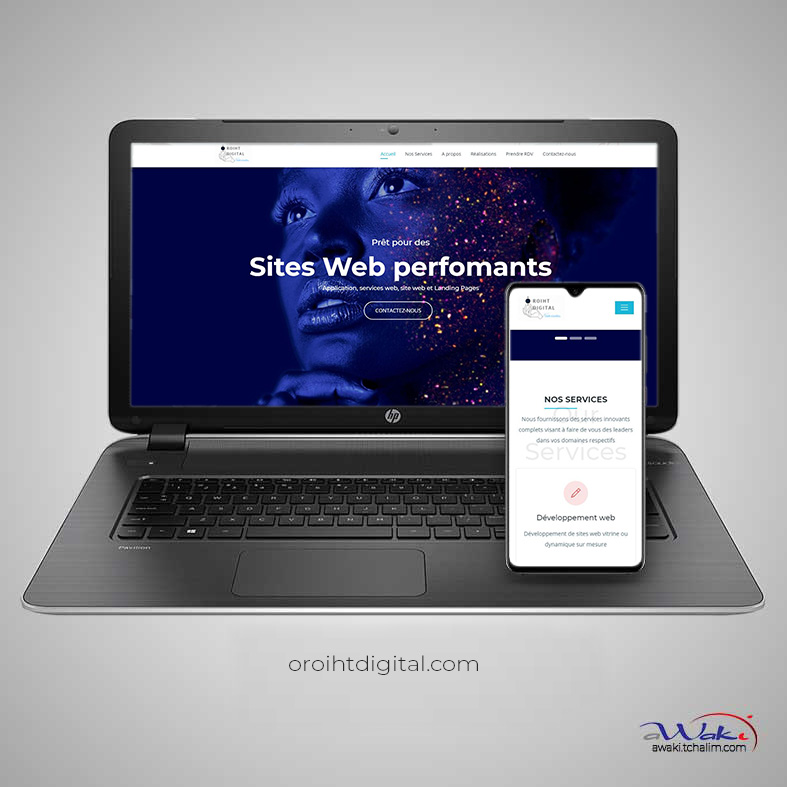 ROIHT
DIGITAL
Accueil Nos Services A propos Réalisations Prendre RDV Contactez-nous
Prêt pour des
Sites Web perfomants
Application, services web, site web et Landing Pages
CONTACTEZ-NOUS
hp
Pavilion
ROIHT
DIGITAL
NOS SERVICES
Our
Services
Nous fournissons des services innovants
complets visant à faire de vous des leaders
dans vos domaines respectifs
Développement web
Développement de sites web vitrine ou
dynamique sur mesure
oroihtdigital.com
aWaki
awaki.tchalim.com